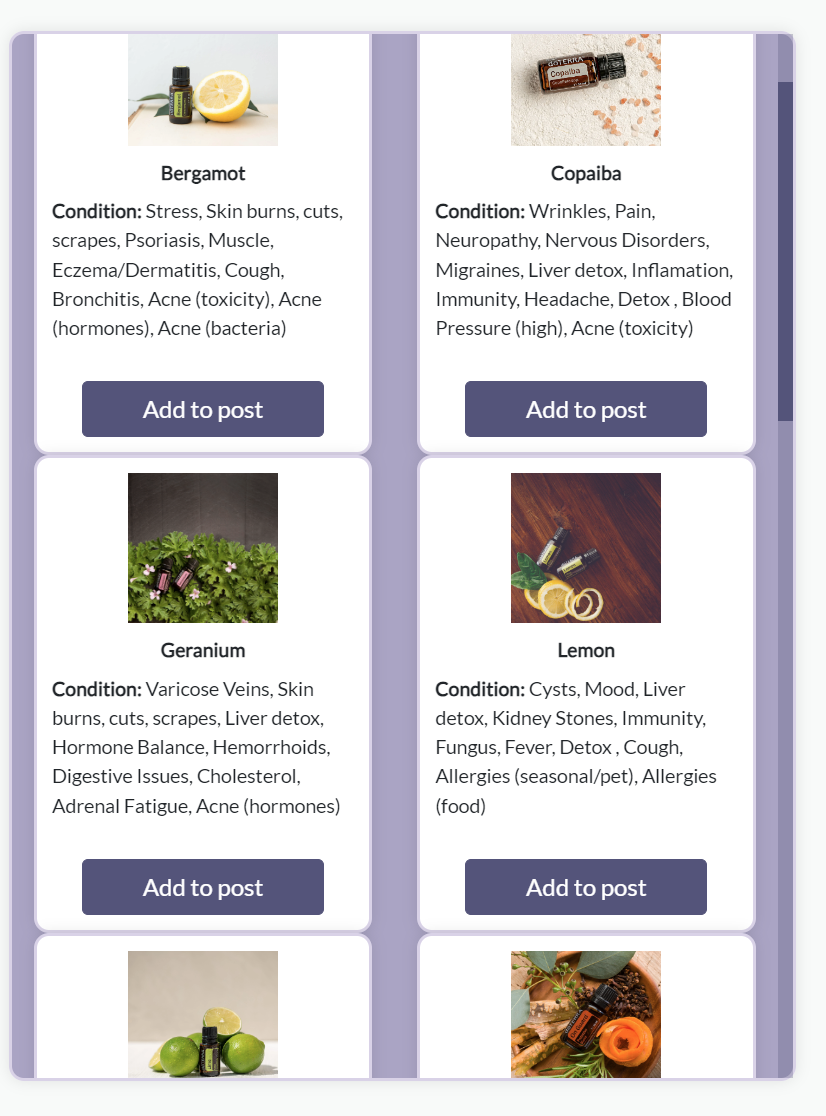 dōTERRA
Copaiba
Bergamot
Condition: Stress, Skin burns, cuts,
scrapes, Psoriasis, Muscle,
Eczema/Dermatitis, Cough,
Bronchitis, Acne (toxicity), Acne
(hormones), Acne (bacteria)
Add to post
Copaiba
Condition: Wrinkles, Pain,
Neuropathy, Nervous Disorders,
Migraines, Liver detox, Inflamation,
Immunity, Headache, Detox , Blood
Pressure (high), Acne (toxicity)
Add to post
Geranium
Condition: Varicose Veins, Skin
burns, cuts, scrapes, Liver detox,
Hormone Balance, Hemorrhoids,
Digestive Issues, Cholesterol,
Adrenal Fatigue, Acne (hormones)
Add to post
Lemon
Condition: Cysts, Mood, Liver
detox, Kidney Stones, Immunity,
Fungus, Fever, Detox , Cough,
Allergies (seasonal/pet), Allergies
(food)
Add to post